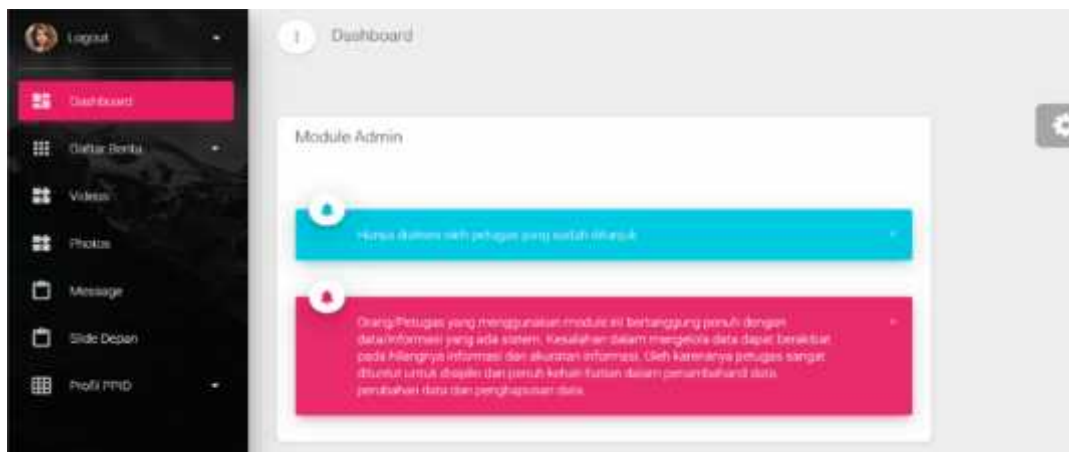 Logout
Dashboard
Dashboard
Daftar Berita
Module Admin
Videos
Photos
Hanya diakses oleh petugas yang sudah ditunjuk
Message
Slide Depan
Profil PPID
Orang/Petugas yang menggunakan module ini bertanggung penuh dengan
data/informasi yang ada sistem. Kesalahan dalam mengelola data dapat berakibat
pada hilangnya informasi dan akuratan informasi. Oleh karenanya petugas sangat
dituntut untuk disiplin dan penuh kehati-hatian dalam penambahand data
perubahan data dan penghapusan data